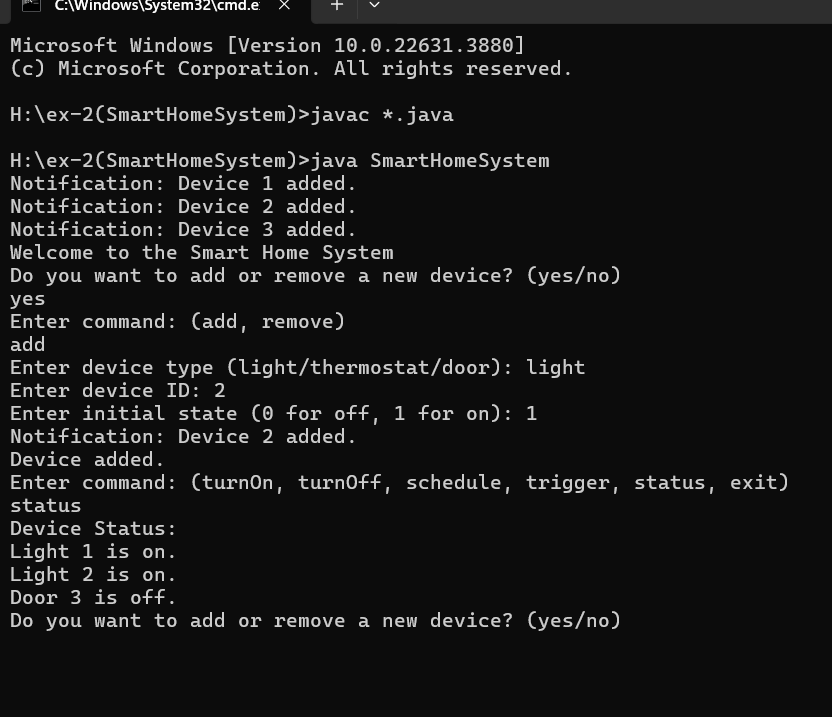 C:\Windows\System32\cmd.e
Microsoft Windows [Version 10.0.22631.3880]
(c) Microsoft Corporation. All rights reserved.
H:\ex-2(SmartHomeSystem)>javac *.java
H:\ex-2(SmartHomeSystem)>java SmartHomeSystem
Notification: Device 1 added.
Notification: Device 2 added.
Notification: Device 3 added.
Welcome to the Smart Home System
Do you want to add or remove a new device? (yes/no)
yes
Enter command: (add, remove)
add
Enter device type (light/thermostat/door): light
Enter device ID: 2
Enter initial state (0 for off, 1 for on): 1
Notification: Device 2 added.
Device added.
Enter command: (turnOn, turnOff, schedule, trigger, status, exit)
status
Device Status:
Light 1 is on.
Light 2 is on.
Door 3 is off.
Do you want to add or remove a new device? (yes/no)